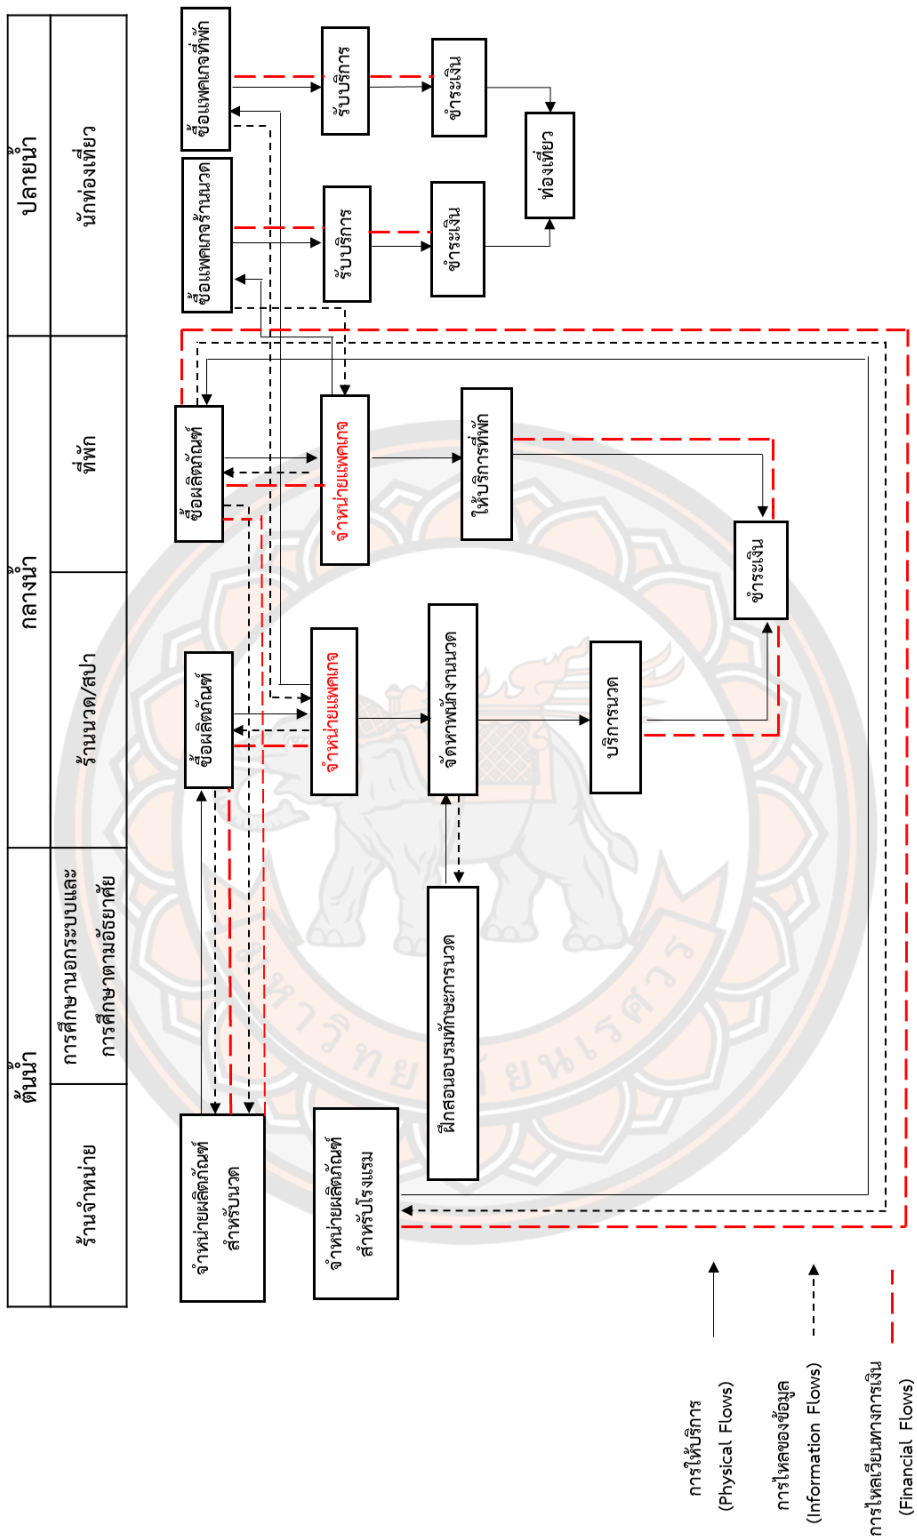 ต้นน้ำ
กลางน้ำ
ปลายน้ำ
ร้านจำหน่าย
การศึกษานอกระบบและ
การศึกษาตามอัธยาศัย
ร้านนวด/สปา
ที่พัก
นักท่องเที่ยว
จำหน่ายผลิตภัณฑ์
สำหรับนวด
ซื้อผลิตภัณฑ์
ซื้อผลิตภัณฑ์
ซื้อแพคเกจร้านนวด
ซื้อแพคเกจที่พัก
จำหน่ายผลิตภัณฑ์
สำหรับโรงแรม
จำหน่ายแพคเกจ
จำหน่ายแพคเกจ
รับบริการ
รับบริการ
ฝึกสอนอบรมทักษะการนวด
จัดหาพนักงานนวด
ให้บริการที่พัก
ชำระเงิน
ชำระเงิน
บริการนวด
ท่องเที่ยว
ชำระเงิน
การให้บริการ
(Physical Flows)
การไหลของข้อมูล
(Information Flows)
การไหลเวียนทางการเงิน
(Financial Flows)